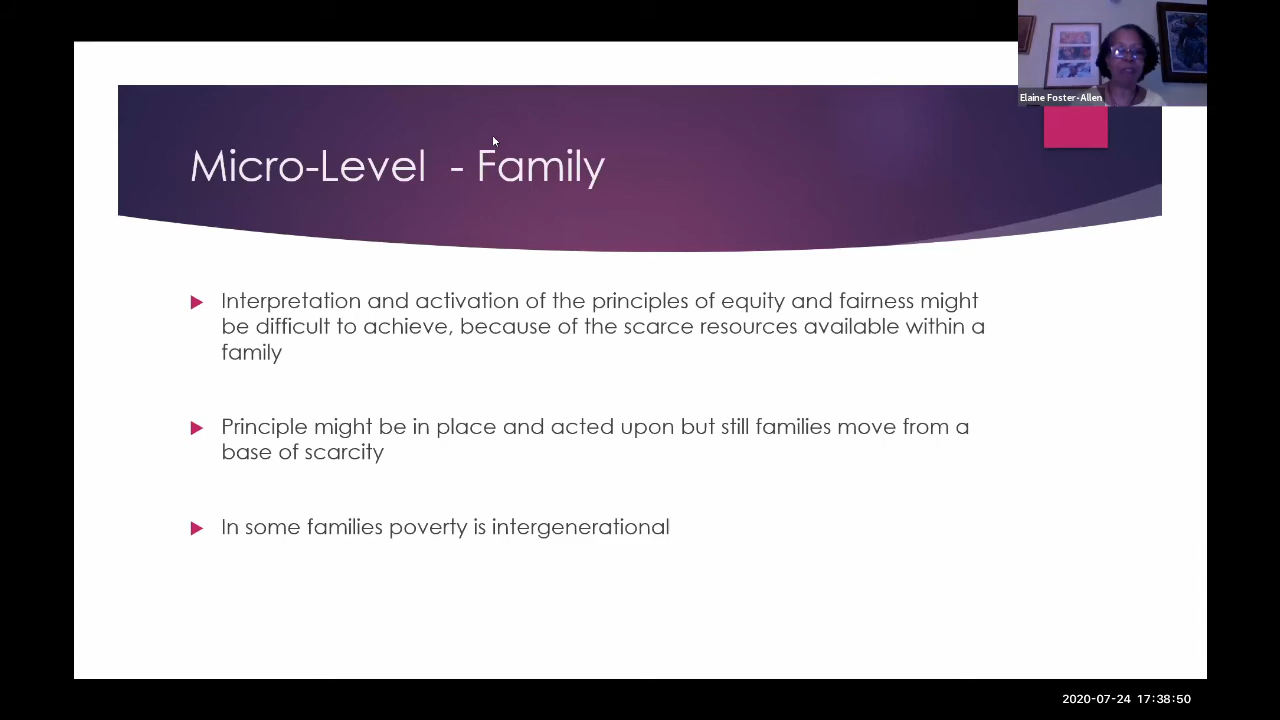 Elaine Foster-Allen
Micro-Level - Family
Interpretation and activation of the principles of equity and fairness might
be difficult to achieve, because of the scarce resources available within a
family
Principle might be in place and acted upon but still families move from a
base of scarcity
In some families poverty is intergenerational
2020-07-24 17:38:50